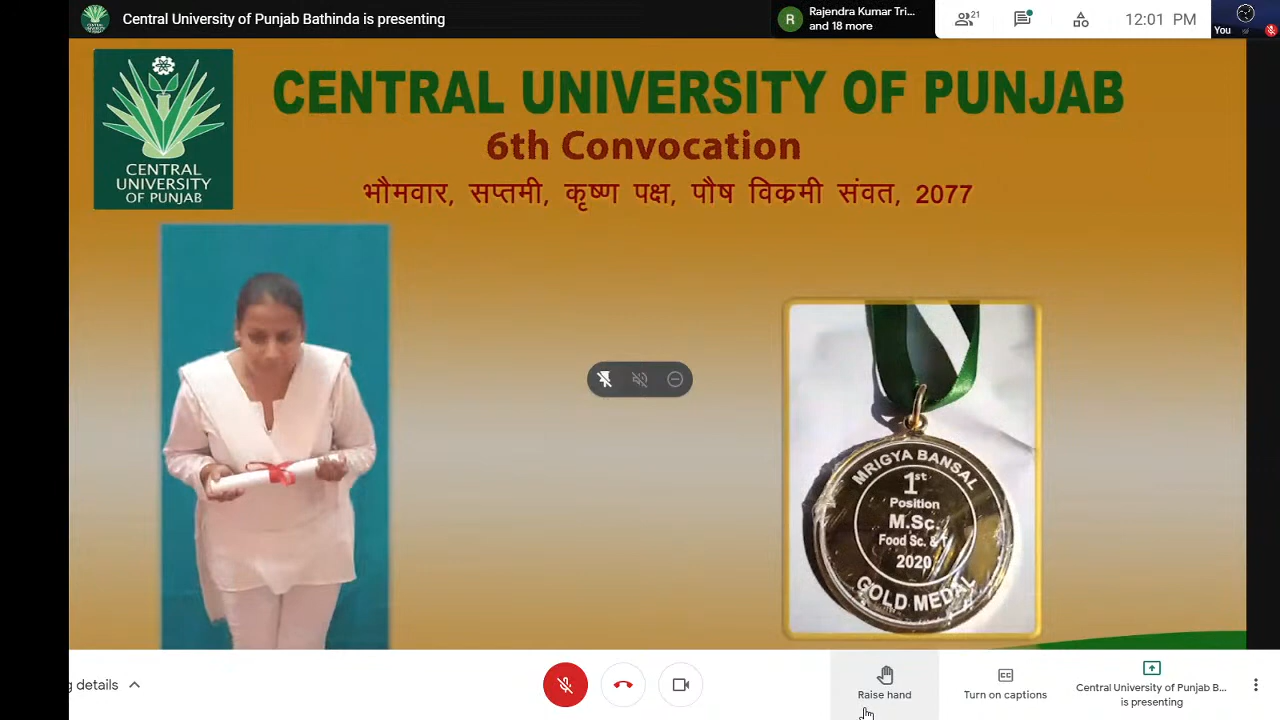 Central University of Punjab Bathinda is presenting
R
Rajendra Kumar Tri...
and 18 more
21
12:01 PM
You
CENTRAL UNIVERSITY OF PUNJAB
6th Convocation
भौमवार, सप्तमी, कृष्ण पक्ष, पौष विकमी संवत, 2077
CENTRAL
UNIVERSITY
OF PUNJAB
MRIGYA BANSAL
1st
Position
M.Sc.
Food Sc. & T
2020
GOLD MEDAL
g details
Raise hand
CC
Turn on captions
Central University of Punjab B...
is presenting